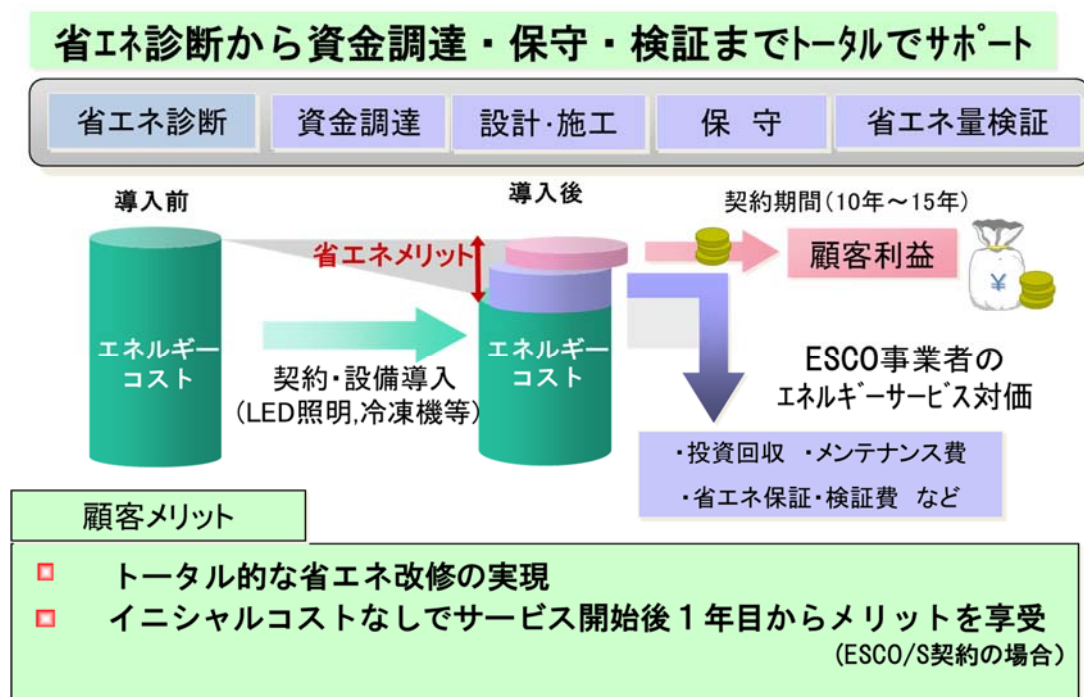 省エネ診断から資金調達・保守・検証までﾄｰﾀﾙでｻﾎﾟｰﾄ
省エネ診断
資金調達
設計･施工
保 守
省エネ量検証
導入前
導入後
契約期間(10年～15年)
省エネメリット
顧客利益
¥
エネルギー
コスト
契約・設備導入
(LED照明,冷凍機等)
エネルギー
コスト
ESCO事業者の
ｴﾈﾙｷﾞｰｻｰﾋﾞｽ対価
・投資回収 ・メンテナンス費
・省エネ保証・検証費 など
顧客メリット
トータル的な省エネ改修の実現
イニシャルコストなしでサービス開始後１年目からメリットを享受
(ESCO/S契約の場合)